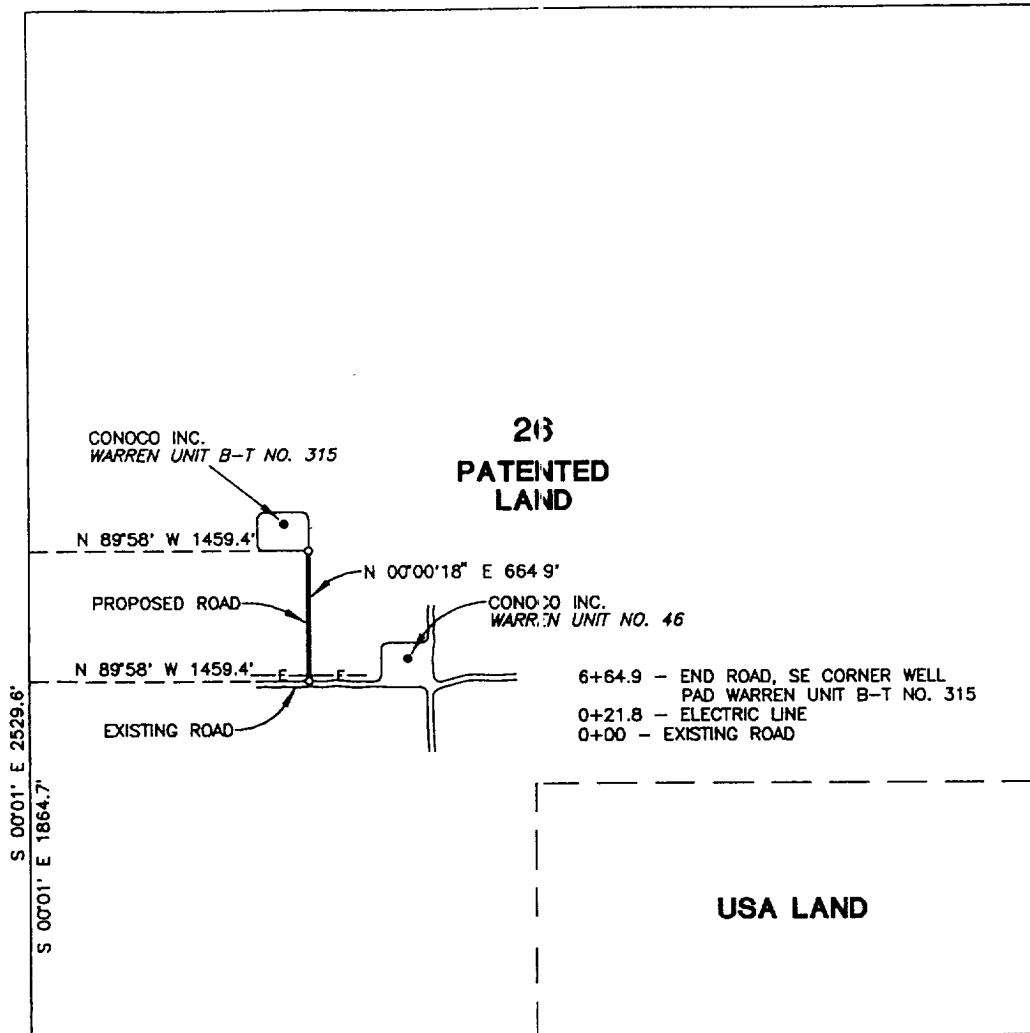 26
PATENTED
LAND
CONOCO INC.
WARREN UNIT B-T NO. 315
N 89°58' W 1459.4'
N 00°00'18" E 664.9'
PROPOSED ROAD
CONOCO INC.
WARREN UNIT NO. 46
N 89°58' W 1459.4'
E E
EXISTING ROAD
6+64.9 - END ROAD, SE CORNER WELL
PAD WARREN UNIT B-T NO. 315
0+21.8 - ELECTRIC LINE
0+00 - EXISTING ROAD
S 00°01' E 2529.6'
S 00°01' E 1864.7'
USA LAND